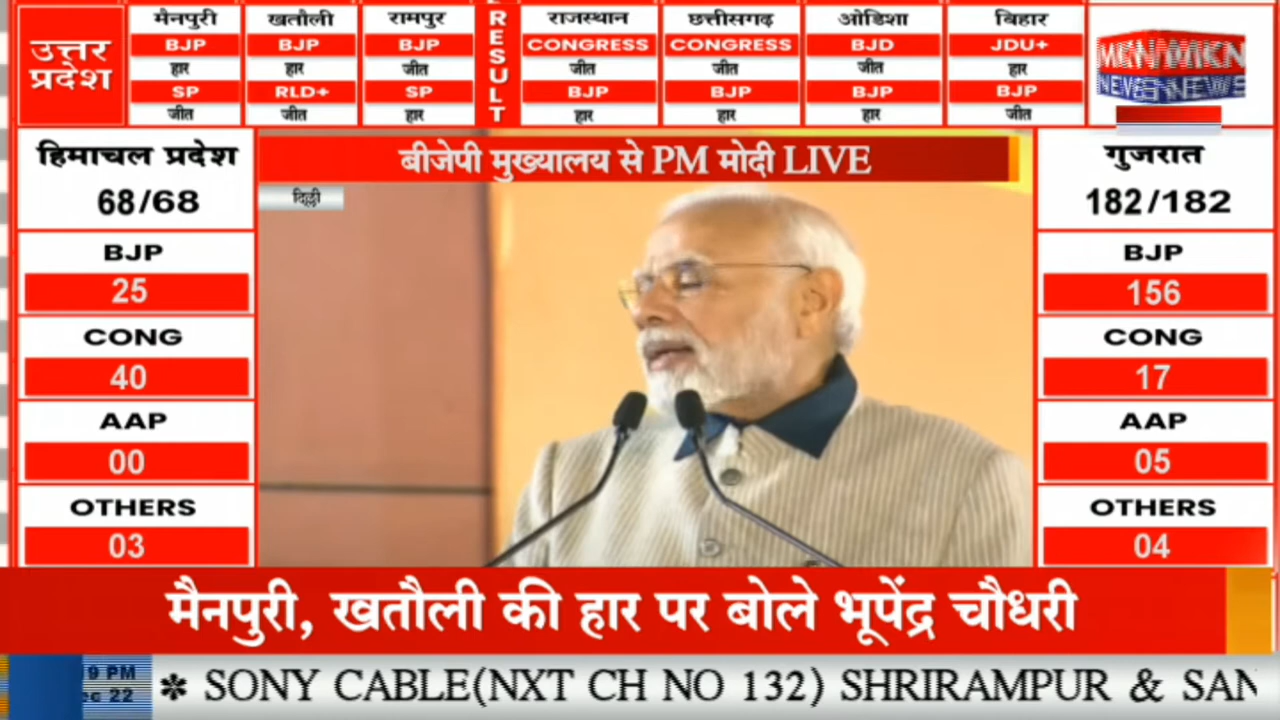 उत्तर
प्रदेश
मैनपुरी
BJP
हार
SP
जीत
खतौली
BJP
हार
RLD+
जीत
रामपुर
BJP
जीत
SP
हार
RESULT
राजस्थान
CONGRESS
जीत
BJP
हार
छत्तीसगढ़
CONGRESS
जीत
BJP
हार
ओडिशा
BJD
जीत
BJP
हार
बिहार
JDU+
हार
BJP
जीत
हिमाचल प्रदेश
68/68
BJP
25
CONG
40
AAP
00
OTHERS
03
बीजेपी मुख्यालय से PM मोदी LIVE
दिल्ली
गुजरात
182/182
BJP
156
CONG
17
AAP
05
OTHERS
04
मैनपुरी, खतौली की हार पर बोले भूपेंद्र चौधरी
9 PM
22
* SONY CABLE(NXT CH NO 132) SHRIRAMPUR & SAN